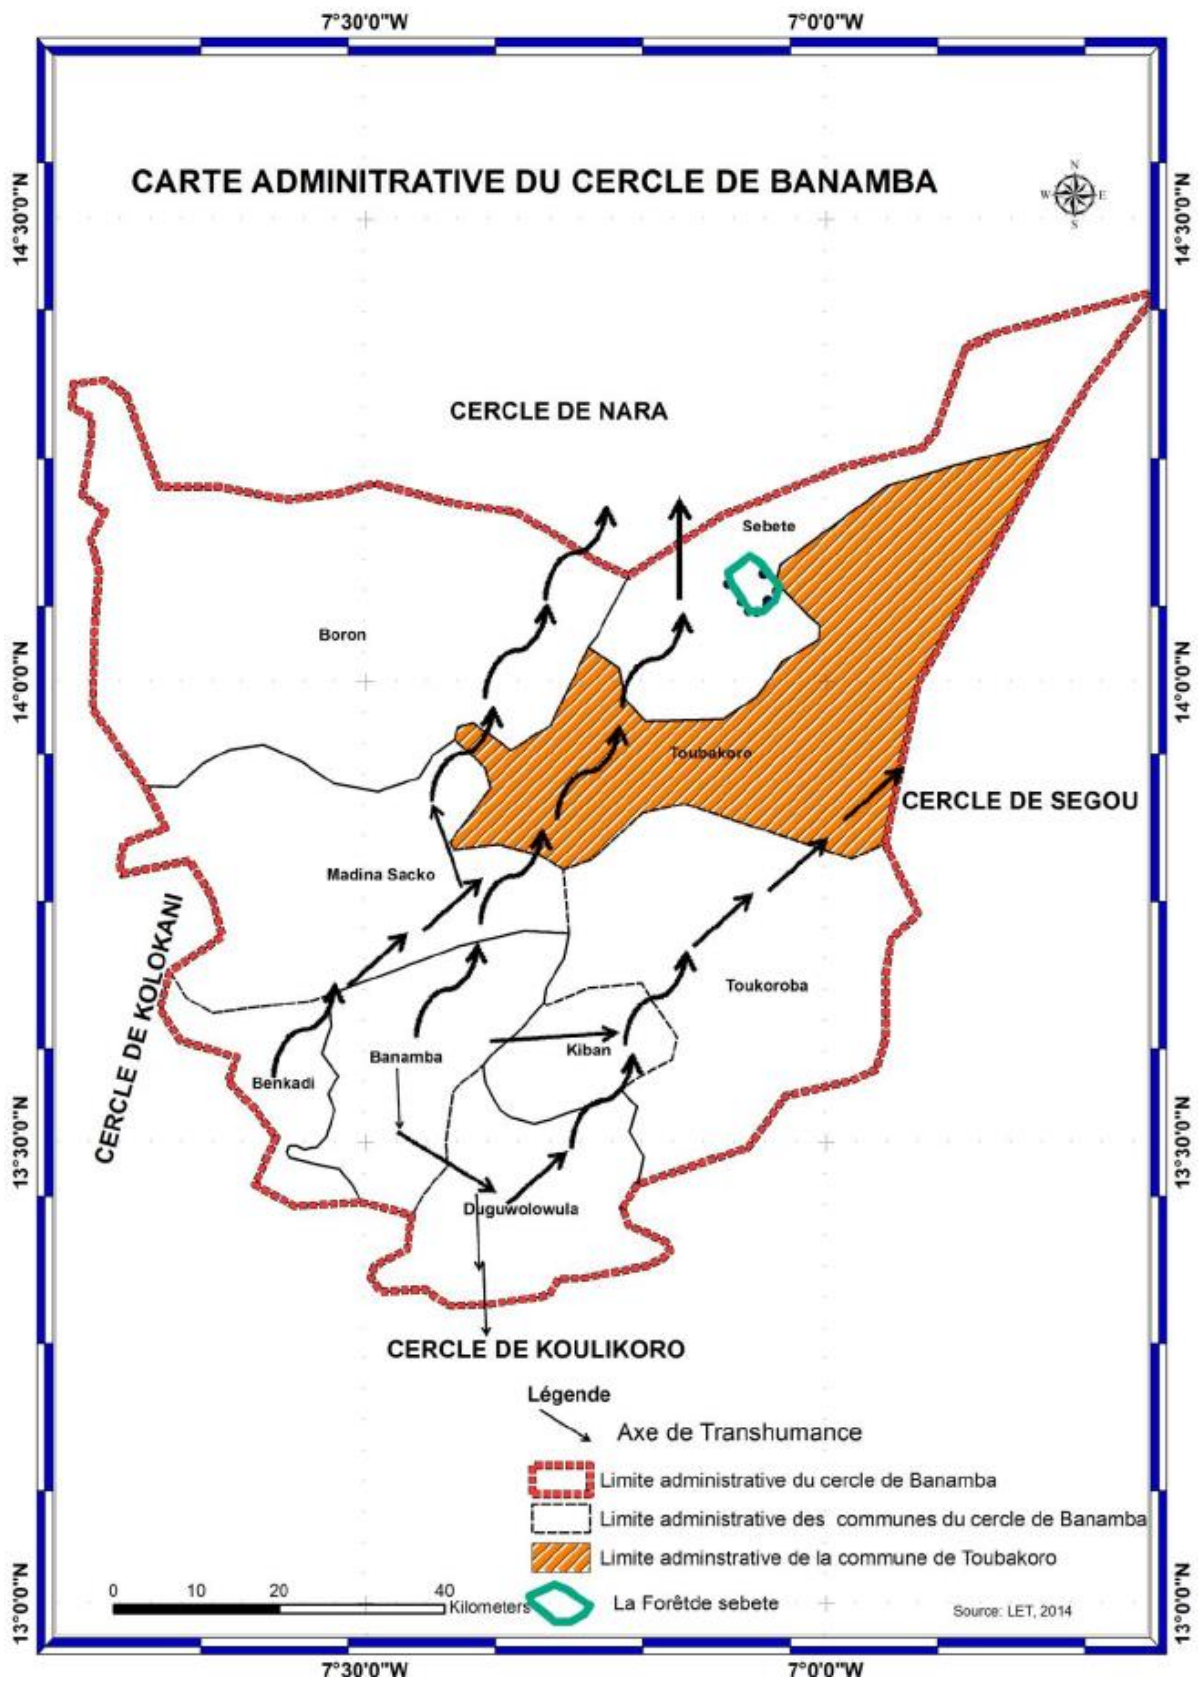 7°30'0"W 7°0'0"W
CARTE ADMINITRATIVE DU CERCLE DE BANAMBA
N
W E
S
14°30'0"N 14°30'0"N
CERCLE DE NARA
Sebete
Boron
14°0'0"N 14°0'0"N
Toubakoro
CERCLE DE SEGOU
Madina Sacko
CERCLE DE KOLOKANI
Toukoroba
Banamba
Kiban
Benkadi
13°30'0"N 13°30'0"N
Duguwolowula
CERCLE DE KOULIKORO
Légende
Axe de Transhumance
Limite administrative du cercle de Banamba
Limite administrative des communes du cercle de Banamba
Limite adminstrative de la commune de Toubakoro
La Forêtde sebete
0 10 20 40
Kilometers
Source: LET, 2014
13°0'0"N 13°0'0"N
7°30'0"W 7°0'0"W